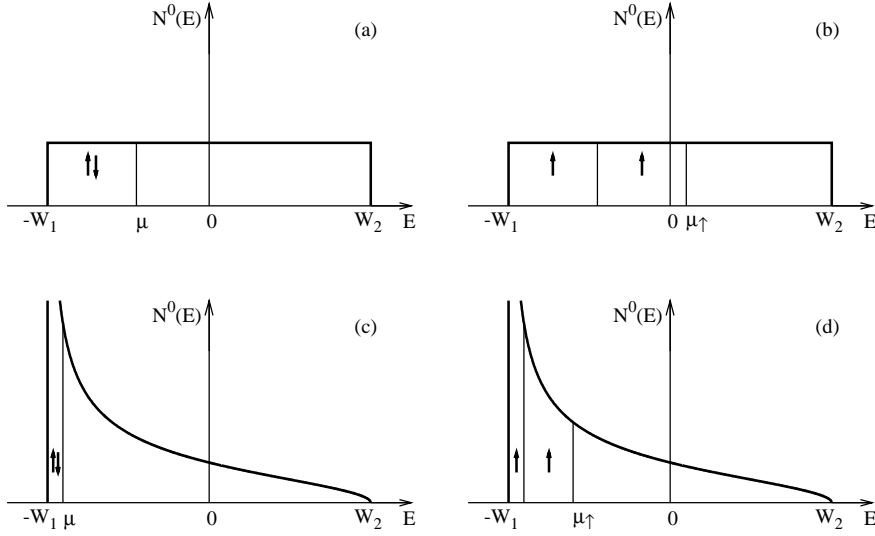 N⁰(E) (a)
-W₁ μ 0 W₂ E
N⁰(E) (b)
-W₁ 0 μ↑ W₂ E
N⁰(E) (c)
-W₁ μ 0 W₂ E
N⁰(E) (d)
-W₁ μ↑ 0 W₂ E